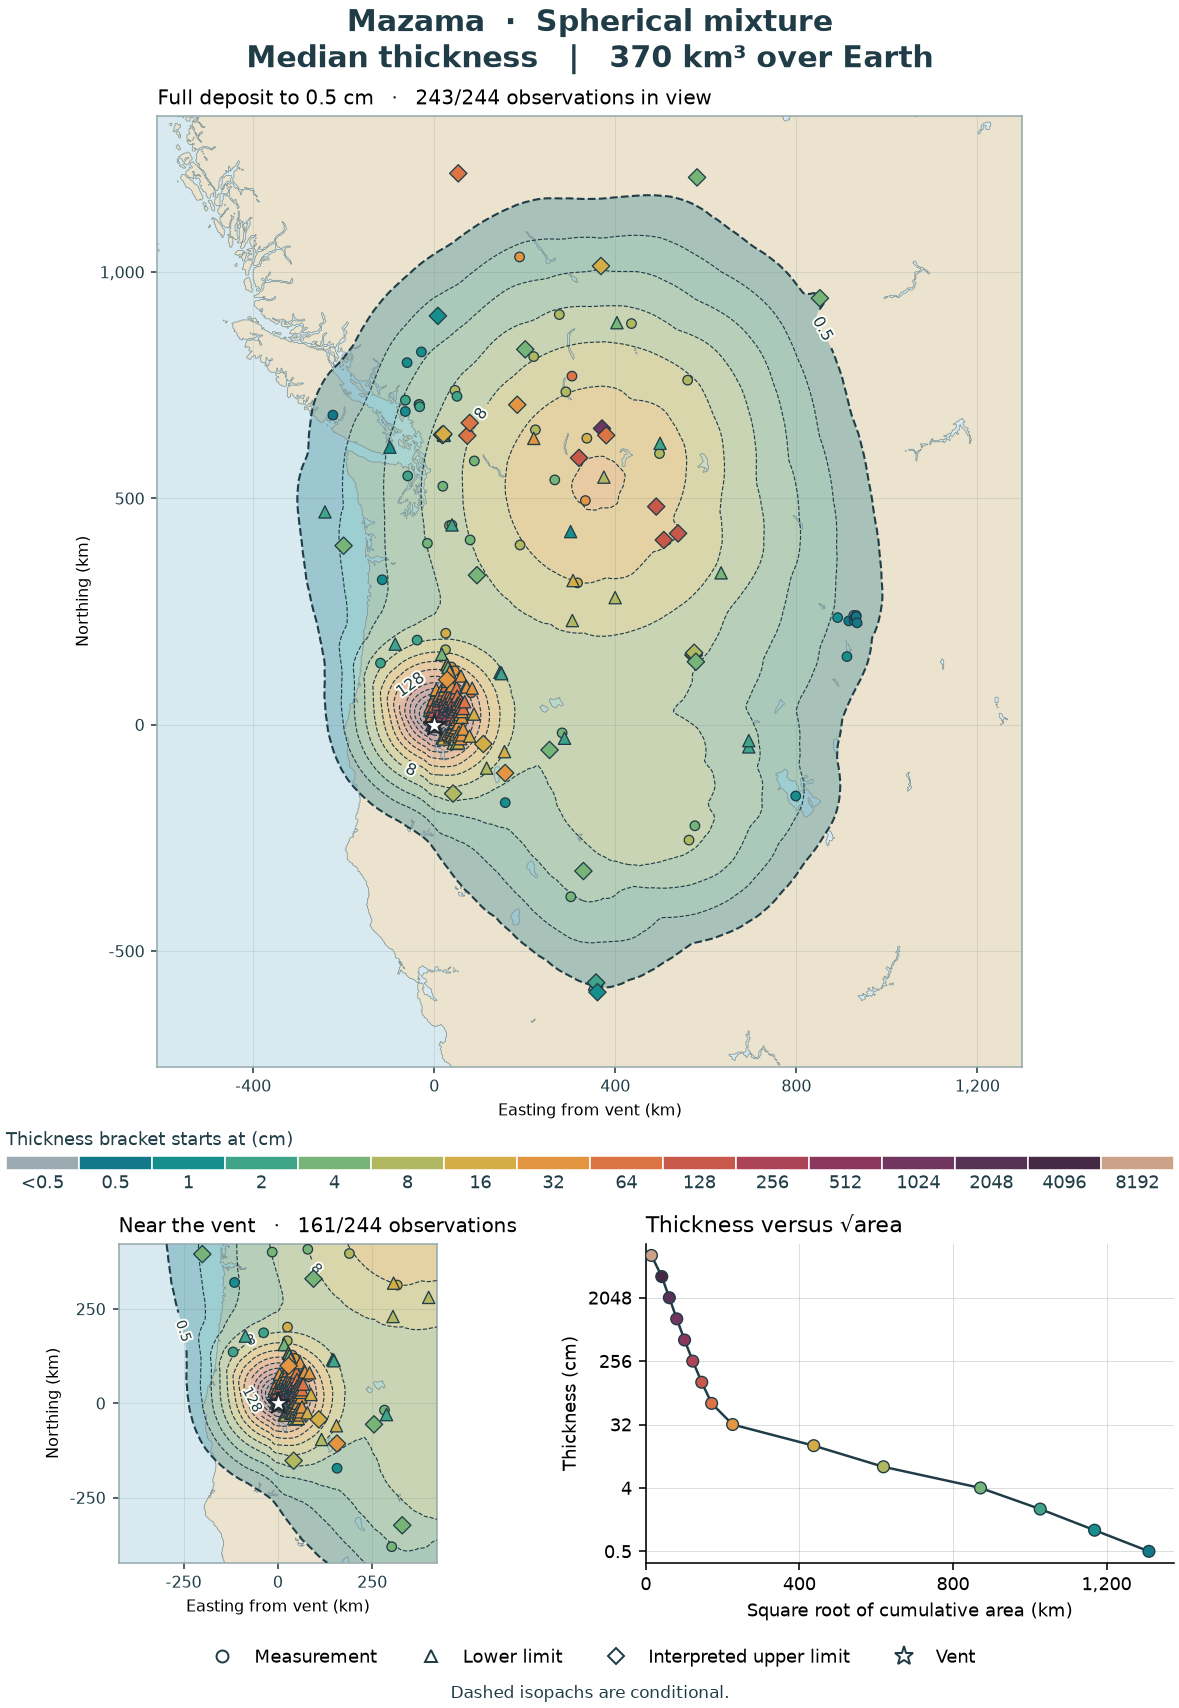 Mazama · Spherical mixture
Median thickness | 370 km³ over Earth
Full deposit to 0.5 cm · 243/244 observations in view
1,000
500
0
-500
Northing (km)
0.5
8
128
8
-400
0
400
800
1,200
Easting from vent (km)
Thickness bracket starts at (cm)
<0.5 0.5 1 2 4 8 16 32 64 128 256 512 1024 2048 4096 8192
Near the vent · 161/244 observations
250
0
-250
Northing (km)
8
0.5
8
128
-250
0
250
Easting from vent (km)
Thickness versus √area
2048
256
32
4
0.5
Thickness (cm)
0
400
800
1,200
Square root of cumulative area (km)
Measurement
Lower limit
Interpreted upper limit
Vent
Dashed isopachs are conditional.